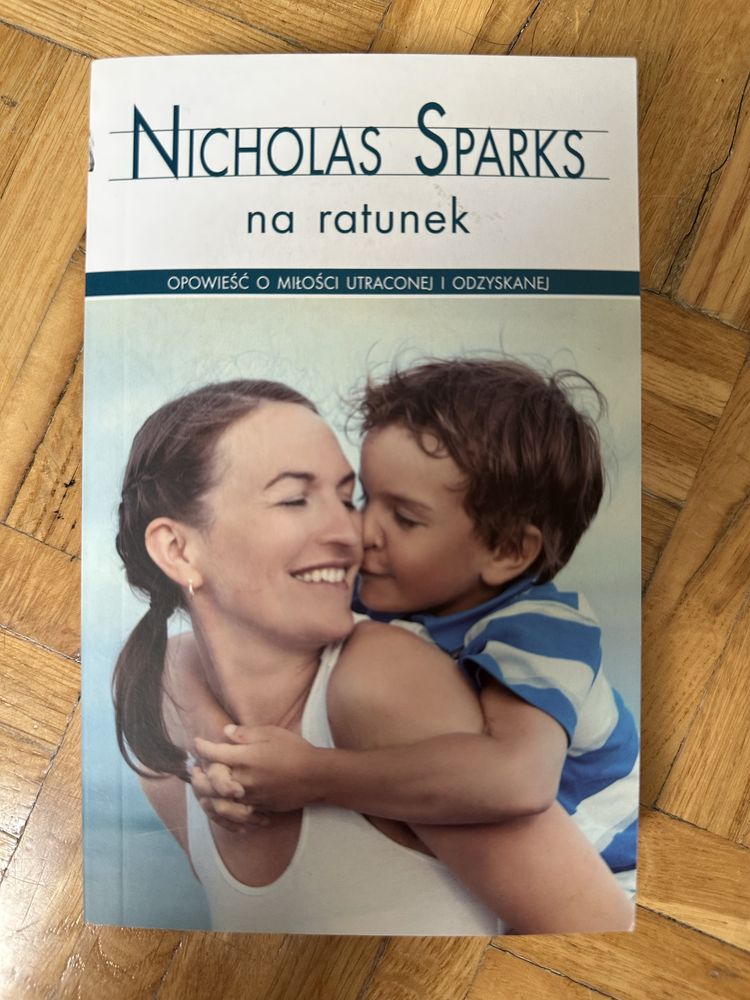 NICHOLAS SPARKS
na ratunek
OPOWIEŚĆ O MIŁOŚCI UTRACONEJ I ODZYSKANEJ